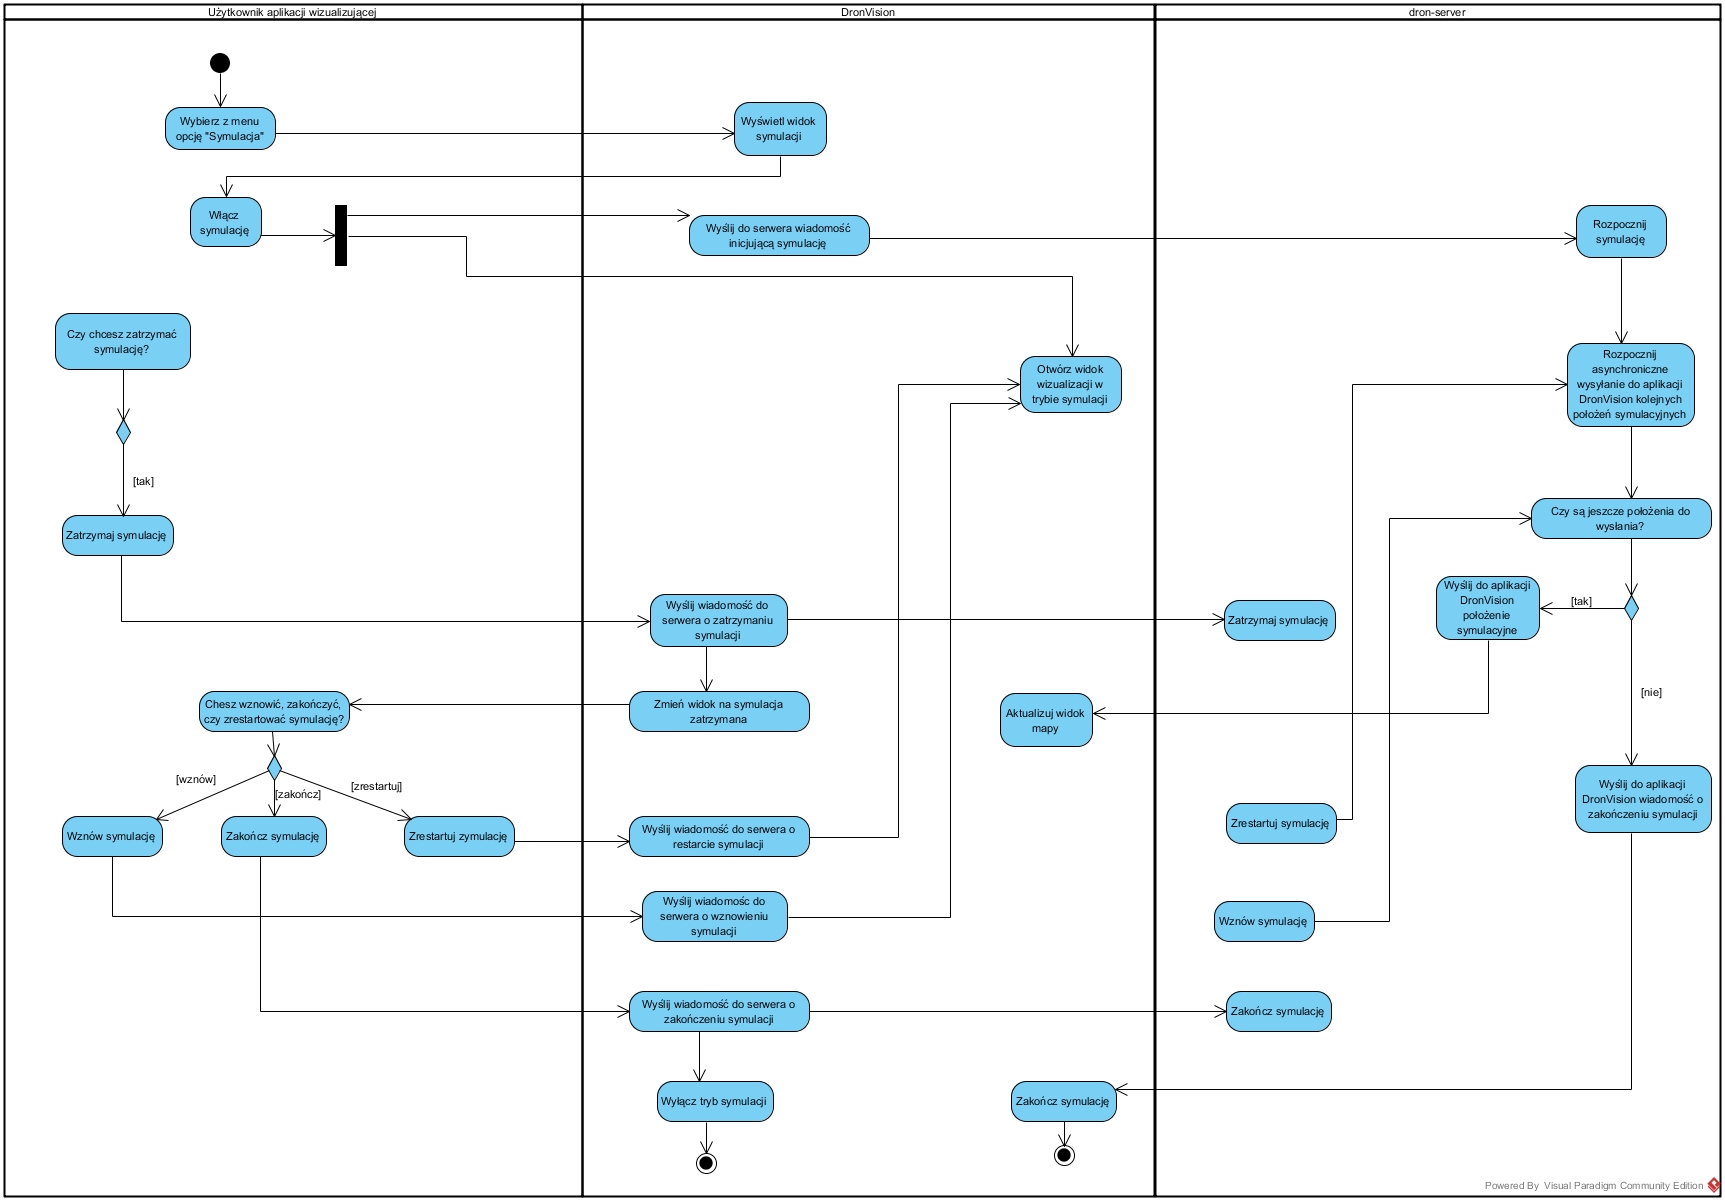 Użytkownik aplikacji wizualizującej
DronVision
dron-server
Wybierz z menu
opcję "Symulacja"
Wyświetl widok
symulacji
Włącz
symulację
Wyślij do serwera wiadomość
inicjującą symulację
Rozpocznij
symulację
Czy chcesz zatrzymać
symulację?
Otwórz widok
wizualizacji w
trybie symulacji
Rozpocznij
asynchroniczne
wysyłanie do aplikacji
DronVision kolejnych
położeń symulacyjnych
[tak]
Zatrzymaj symulację
Czy są jeszcze położenia do
wysłania?
Wyślij wiadomość do
serwera o zatrzymaniu
symulacji
Zatrzymaj symulację
Wyślij do aplikacji
DronVision
położenie
symulacyjne
[tak]
[nie]
Chesz wznowić, zakończyć,
czy zrestartować symulację?
Zmień widok na symulacja
zatrzymana
Aktualizuj widok
mapy
[wznów]
[zakończ]
[zrestartuj]
Wyślij do aplikacji
DronVision wiadomość o
zakończeniu symulacji
Wznów symulację
Zakończ symulację
Zrestartuj zymulację
Wyślij wiadomość do serwera o
restarcie symulacji
Zrestartuj symulację
Wyślij wiadomośc do
serwera o wznowieniu
symulacji
Wznów symulację
Wyślij wiadomość do serwera o
zakończeniu symulacji
Zakończ symulację
Wyłącz tryb symulacji
Zakończ symulację
Powered By Visual Paradigm Community Edition